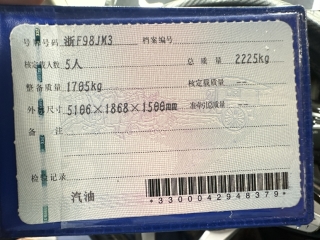 号牌号码 浙F98JM3 档案编号
核定载人数 5人 总质量 2225kg
整备质量 1705kg 核定载质量 --
外廓尺寸 5106×1868×1500mm 准牵引总质量 --
备注
检验记录
汽油
*3300042948379*